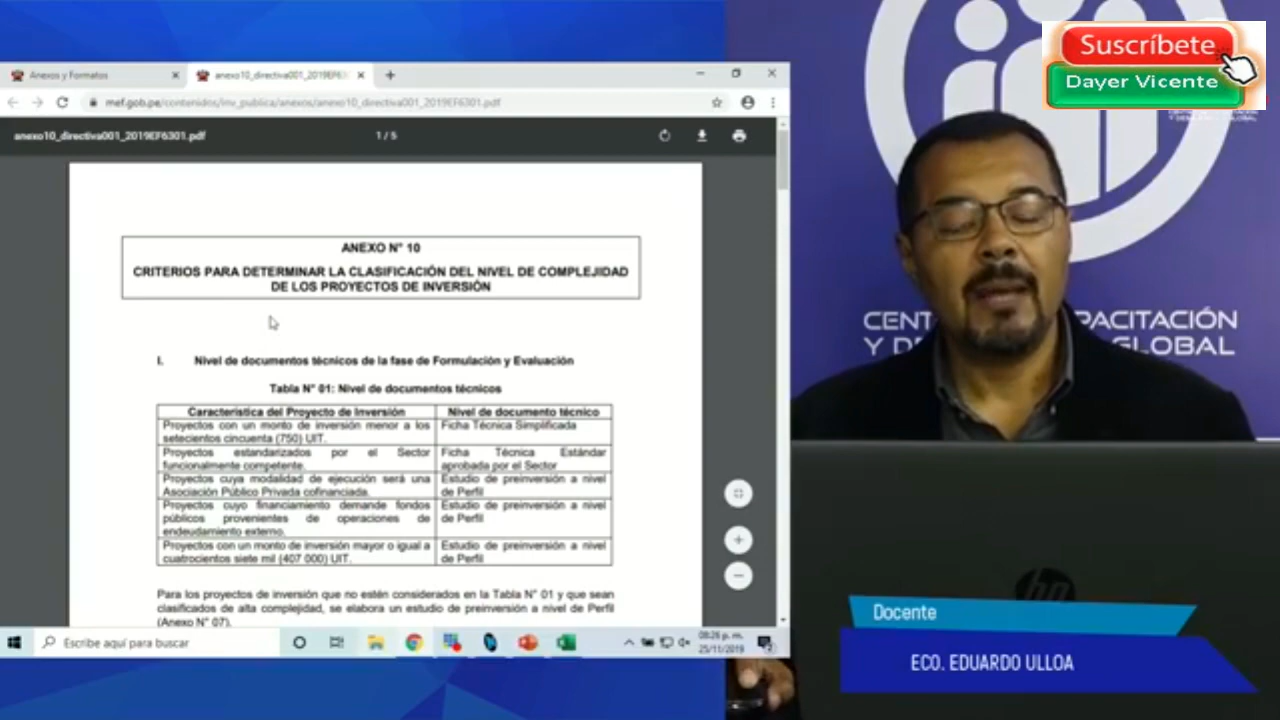 Anexos y Formatos
anexo10_directiva001_2019EF63
mef.gob.pe/contenidos/inv_publica/anexos/anexo10_directiva001_2019EF6301.pdf
anexo10_directiva001_2019EF6301.pdf
1 / 5
ANEXO N° 10
CRITERIOS PARA DETERMINAR LA CLASIFICACIÓN DEL NIVEL DE COMPLEJIDAD
DE LOS PROYECTOS DE INVERSIÓN
I. Nivel de documentos técnicos de la fase de Formulación y Evaluación
Tabla N° 01: Nivel de documentos técnicos
Característica del Proyecto de Inversión
Nivel de documento técnico
Proyectos con un monto de inversión menor a los
setecientos cincuenta (750) UIT.
Ficha Técnica Simplificada
Proyectos estandarizados por el Sector
funcionalmente competente.
Ficha Técnica Estándar
aprobada por el Sector
Proyectos cuya modalidad de ejecución será una
Asociación Público Privada cofinanciada.
Estudio de preinversión a nivel
de Perfil
Proyectos cuyo financiamiento demande fondos
públicos provenientes de operaciones de
endeudamiento externo.
Estudio de preinversión a nivel
de Perfil
Proyectos con un monto de inversión mayor o igual a
cuatrocientos siete mil (407 000) UIT.
Estudio de preinversión a nivel
de Perfil
Para los proyectos de inversión que no estén considerados en la Tabla N° 01 y que sean
clasificados de alta complejidad, se elabora un estudio de preinversión a nivel de Perfil
(Anexo N° 07).
Escribe aquí para buscar
08:26 p. m.
25/11/2019
Suscríbete
Dayer Vicente
CENT PACITACIÓN
Y DE GLOBAL
hp
Docente
ECO. EDUARDO ULLOA